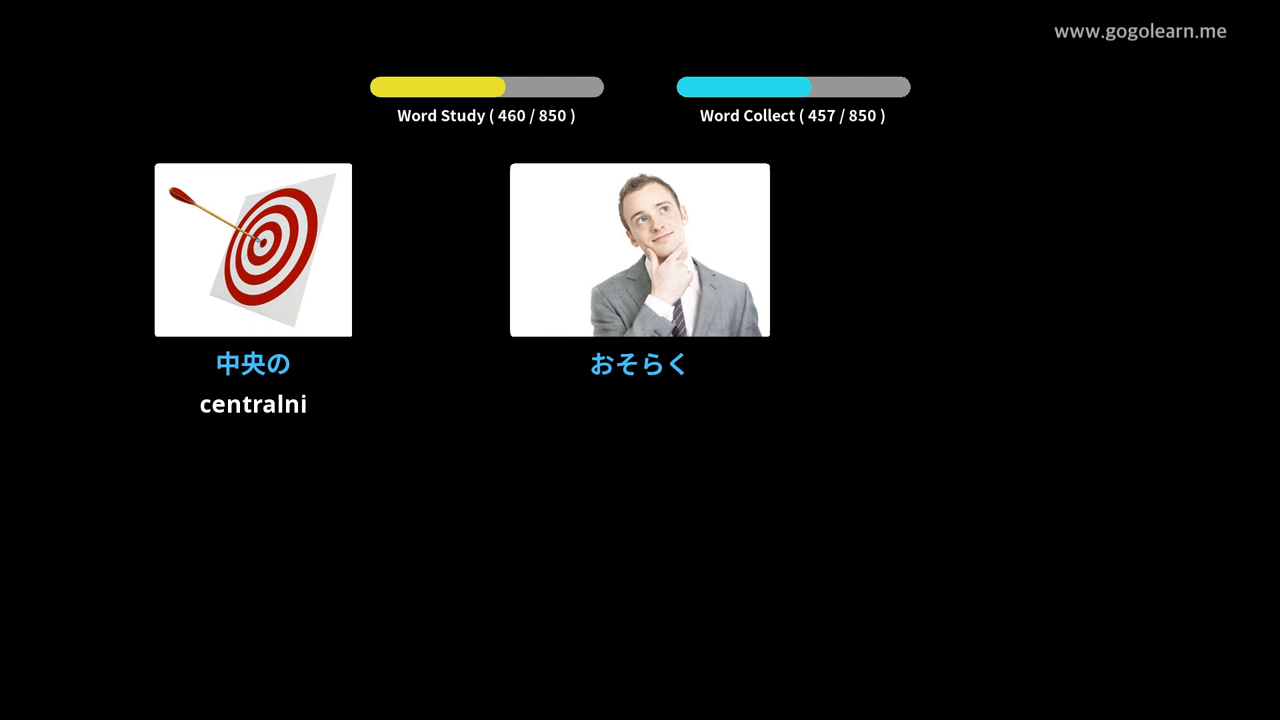 www.gogolearn.me
Word Study ( 460 / 850 )
Word Collect ( 457 / 850 )
中央の
centralni
おそらく